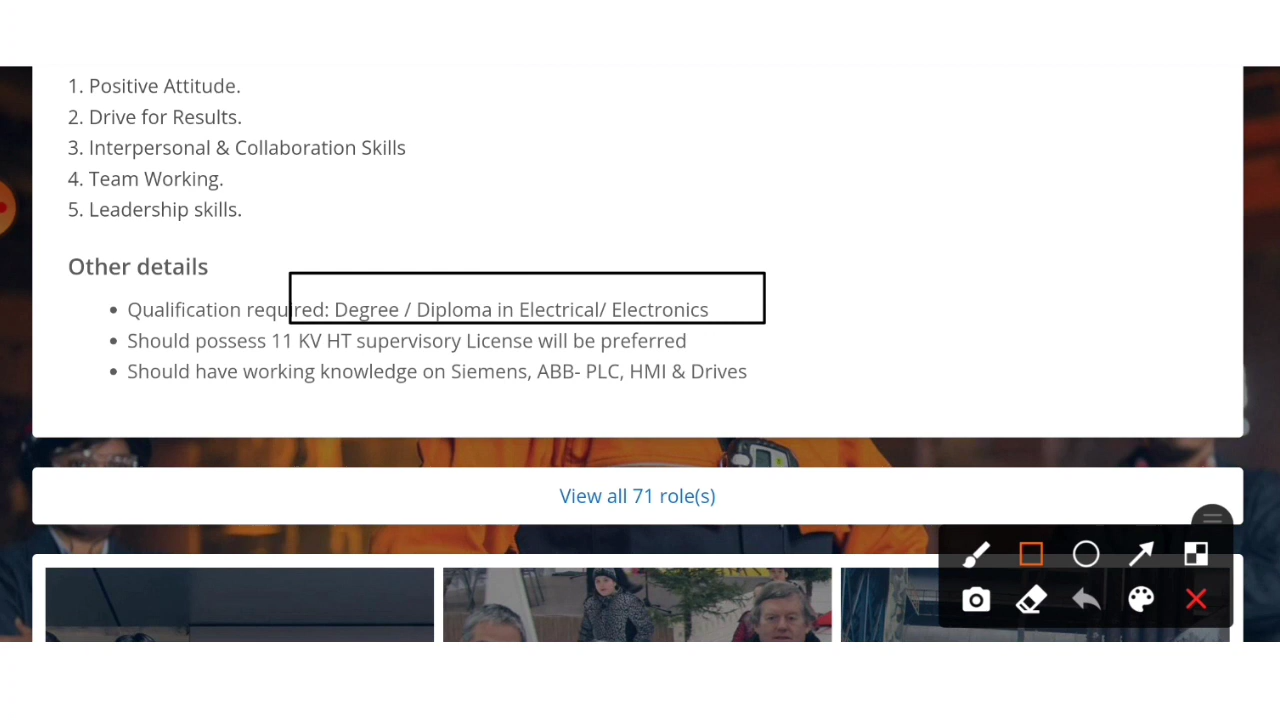 1. Positive Attitude.
2. Drive for Results.
3. Interpersonal & Collaboration Skills
4. Team Working.
5. Leadership skills.
Other details
• Qualification required: Degree / Diploma in Electrical/ Electronics
• Should possess 11 KV HT supervisory License will be preferred
• Should have working knowledge on Siemens, ABB- PLC, HMI & Drives
View all 71 role(s)